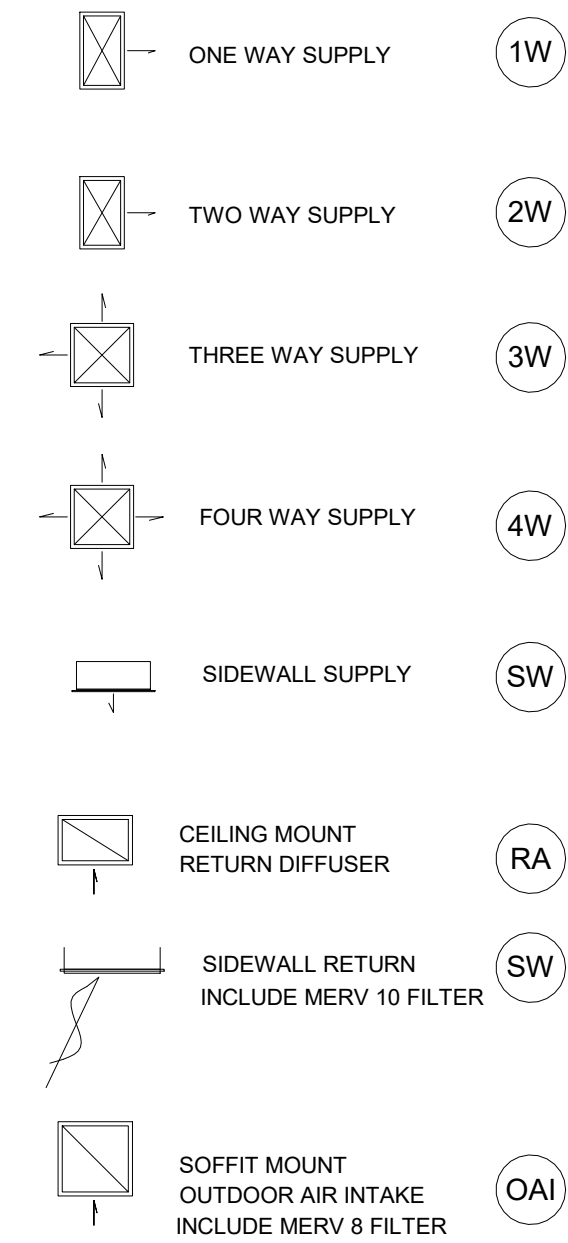 ONE WAY SUPPLY 1W
TWO WAY SUPPLY 2W
THREE WAY SUPPLY 3W
FOUR WAY SUPPLY 4W
SIDEWALL SUPPLY SW
CEILING MOUNT
RETURN DIFFUSER RA
SIDEWALL RETURN SW
INCLUDE MERV 10 FILTER
SOFFIT MOUNT
OUTDOOR AIR INTAKE OAI
INCLUDE MERV 8 FILTER